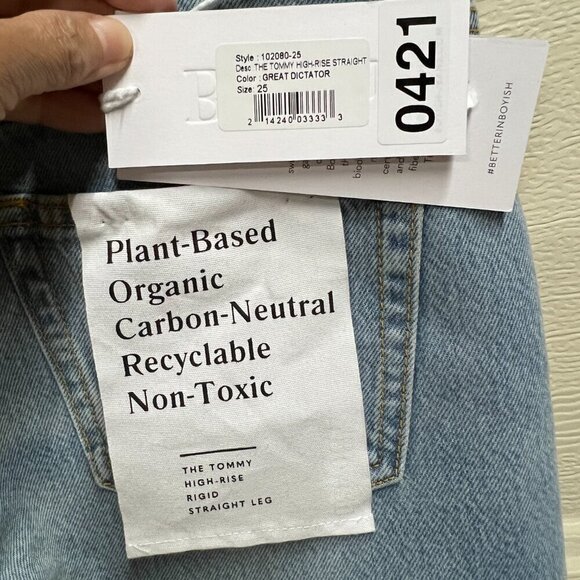 Style : 102080-25
Desc: THE TOMMY HIGH-RISE STRAIGHT
Color : GREAT DICTATOR
Size: 25
2 14240 03333 3
0421
#BETTERINBOYISH
Plant-Based
Organic
Carbon-Neutral
Recyclable
Non-Toxic
THE TOMMY
HIGH-RISE
RIGID
STRAIGHT LEG